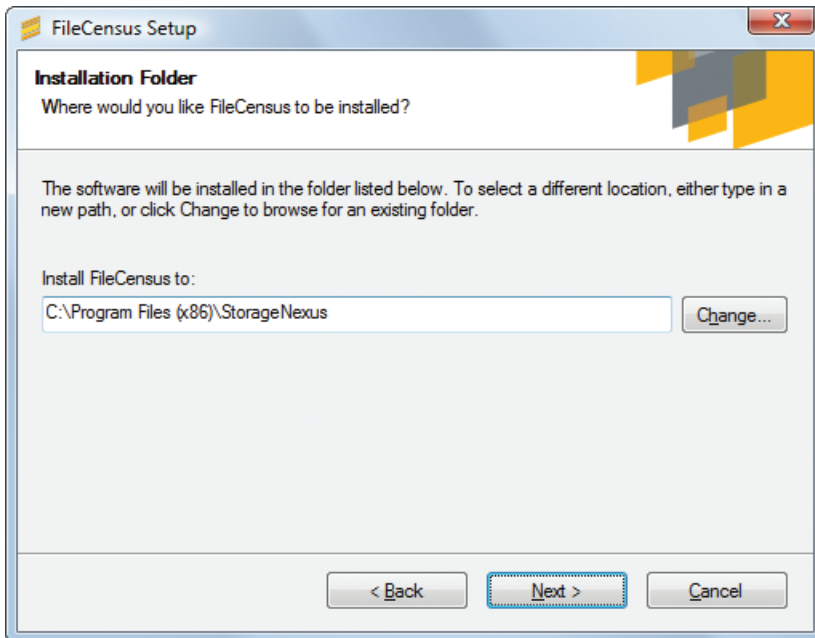 FileCensus Setup
Installation Folder
Where would you like FileCensus to be installed?
The software will be installed in the folder listed below. To select a different location, either type in a
new path, or click Change to browse for an existing folder.
Install FileCensus to:
C:\Program Files (x86)\StorageNexus
Change...
< Back
Next >
Cancel